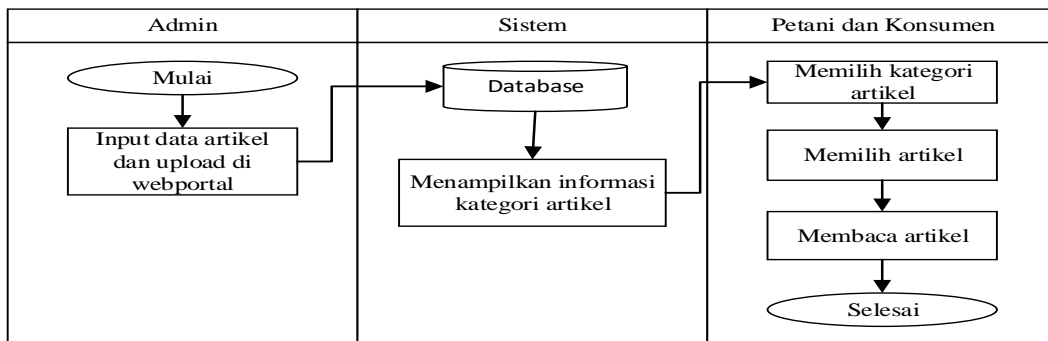 Admin
Sistem
Petani dan Konsumen
Mulai
Input data artikel
dan upload di
webportal
Database
Menampilkan informasi
kategori artikel
Memilih kategori
artikel
Memilih artikel
Membaca artikel
Selesai